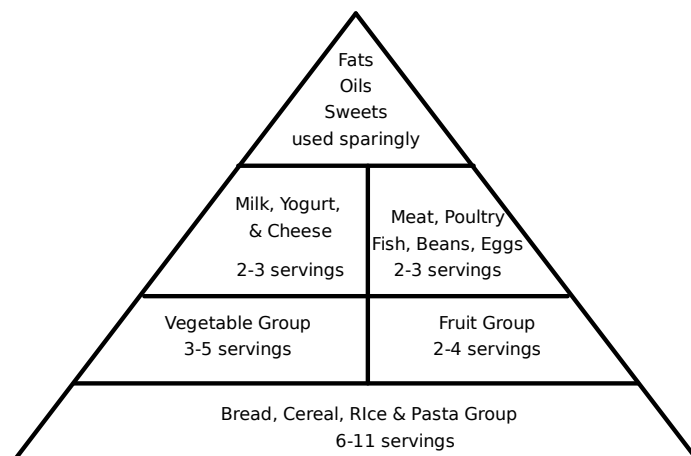 Fats
Oils
Sweets
used sparingly
Milk, Yogurt,
& Cheese
2-3 servings
Meat, Poultry
Fish, Beans, Eggs
2-3 servings
Vegetable Group
3-5 servings
Fruit Group
2-4 servings
Bread, Cereal, RIce & Pasta Group
6-11 servings